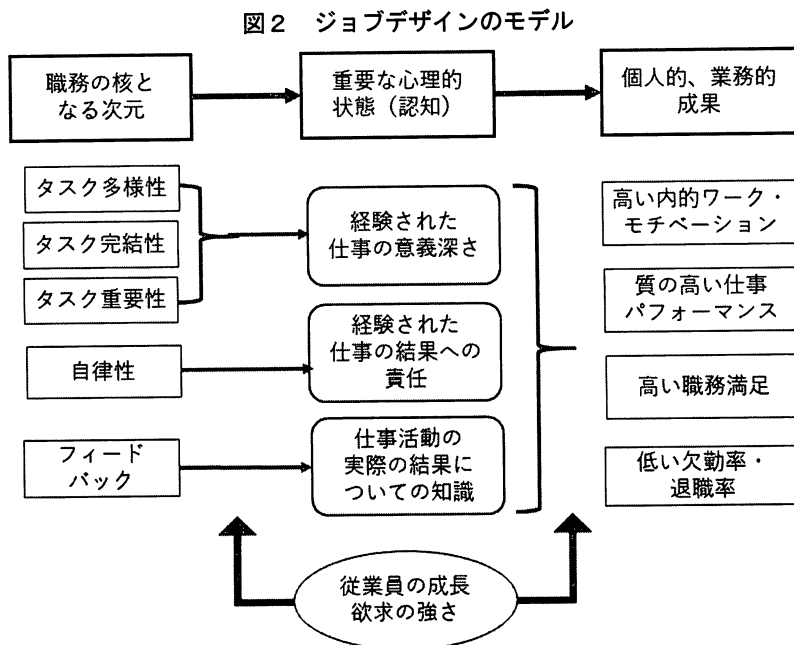 図2 ジョブデザインのモデル
職務の核と
なる次元
重要な心理的
状態（認知）
個人的、業務的
成果
タスク多様性
タスク完結性
タスク重要性
自律性
フィード
バック
経験された
仕事の意義深さ
経験された
仕事の結果への
責任
仕事活動の
実際の結果に
ついての知識
高い内的ワーク・
モチベーション
質の高い仕事
パフォーマンス
高い職務満足
低い欠勤率・
退職率
従業員の成長
欲求の強さ